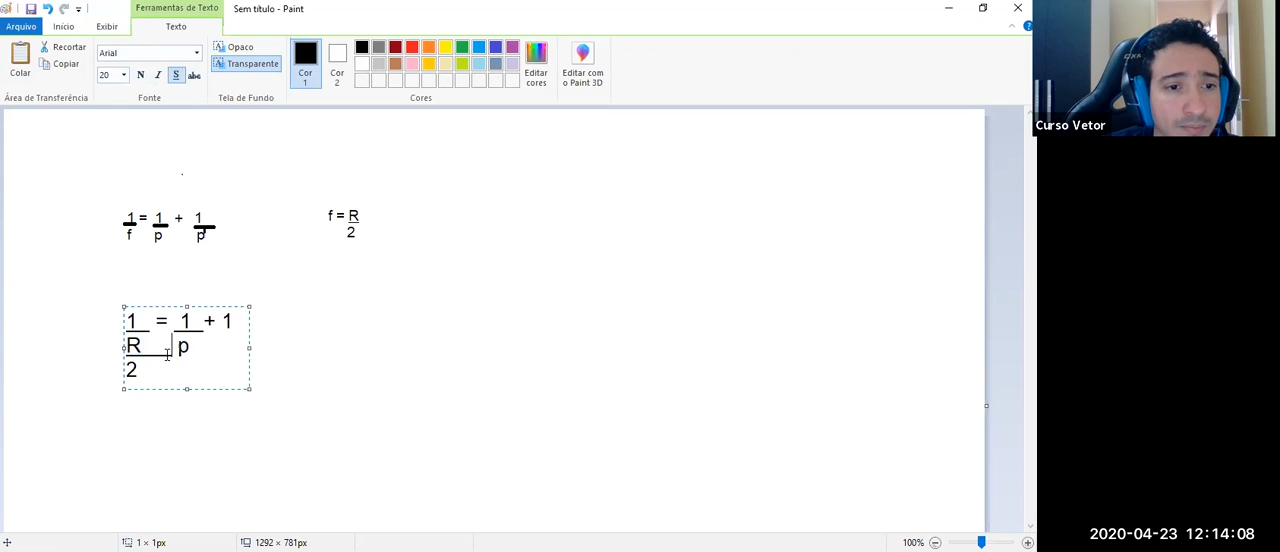 Ferramentas de Texto
Sem título - Paint
Arquivo Início Exibir Texto
Colar
Recortar
Copiar
Área de Transferência
Arial
20 N I S abc
Fonte
Opaco
Transparente
Tela de Fundo
Cor 1
Cor 2
Editar cores
Cores
Editar com o Paint 3D
Curso Vetor
1 = 1 + 1
f p p'
f = R
2
1 = 1 + 1
R p
2
1 × 1px
1292 × 781px
100%
2020-04-23 12:14:08